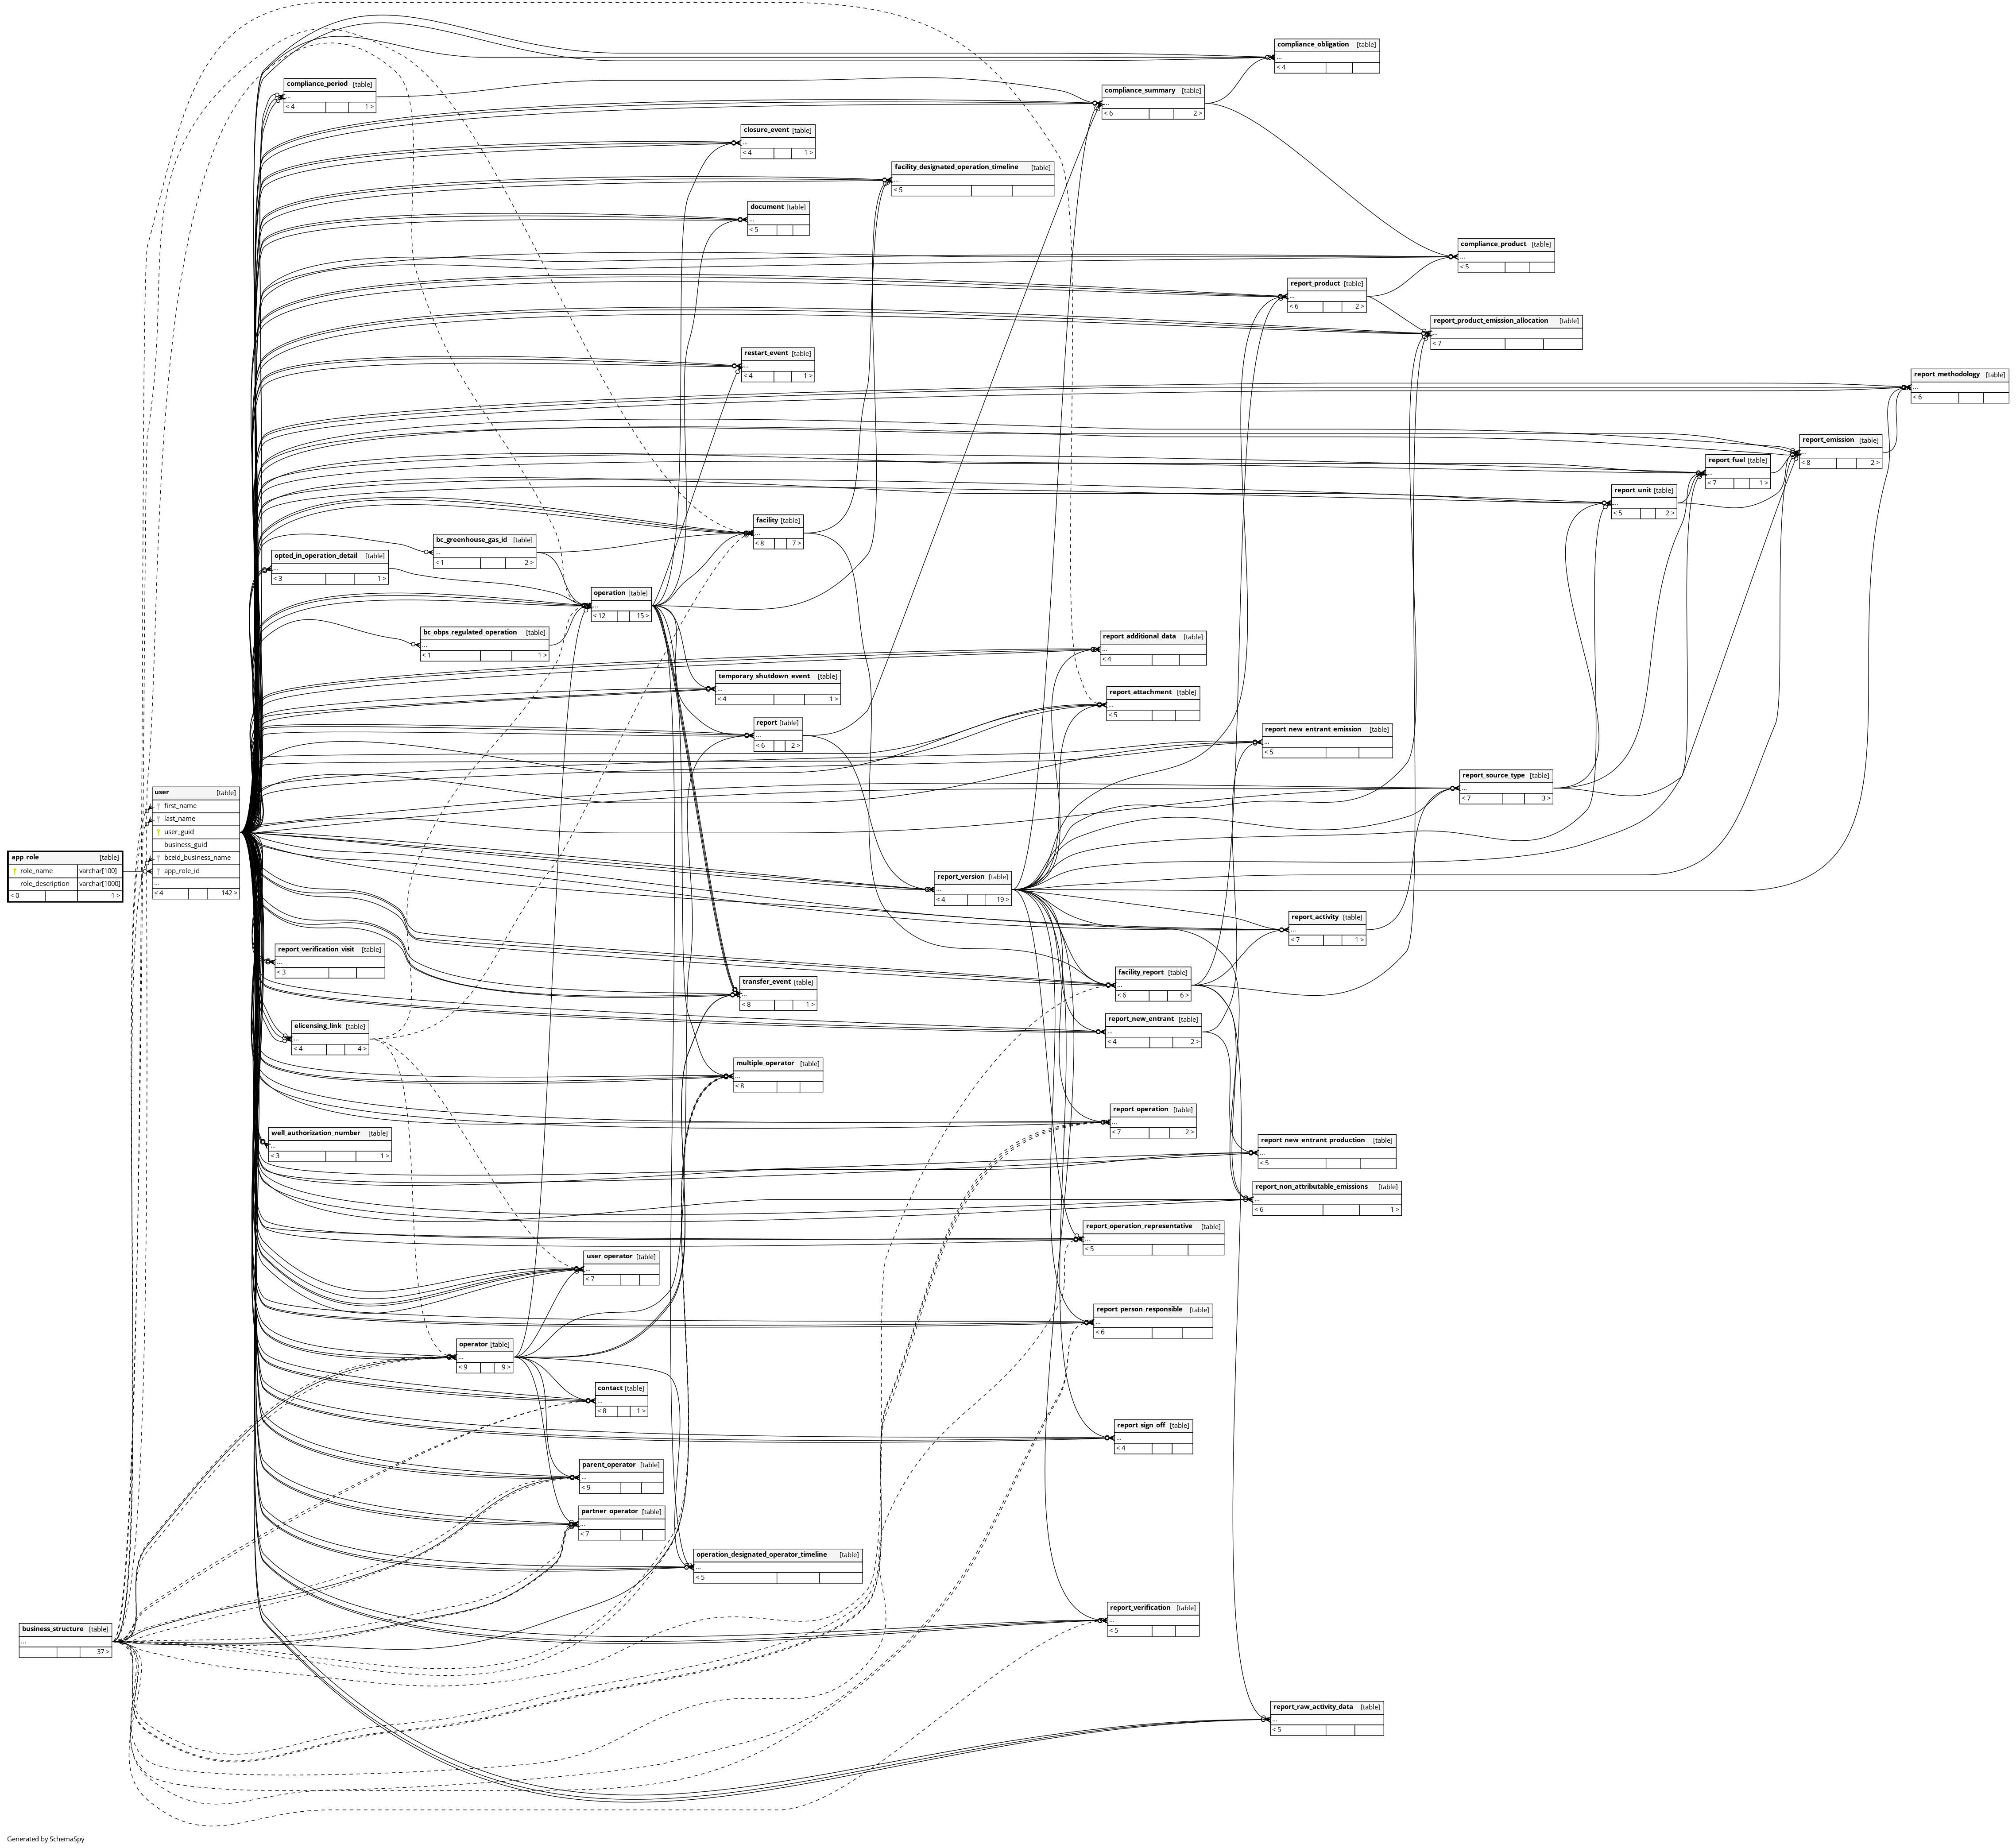 compliance_obligation [table]
...
< 4
compliance_period [table]
...
< 4 1 >
compliance_summary [table]
...
< 6 2 >
closure_event [table]
...
< 4 1 >
facility_designated_operation_timeline [table]
...
< 5
document [table]
...
< 5
compliance_product [table]
...
< 5
report_product [table]
...
< 6 2 >
report_product_emission_allocation [table]
...
< 7
restart_event [table]
...
< 4 1 >
report_methodology [table]
...
< 6
report_emission [table]
...
< 8 2 >
report_fuel [table]
...
< 7 1 >
report_unit [table]
...
< 5 2 >
facility [table]
...
< 8 7 >
bc_greenhouse_gas_id [table]
...
< 1 2 >
opted_in_operation_detail [table]
...
< 3 1 >
operation [table]
...
< 12 15 >
bc_obps_regulated_operation [table]
...
< 1 1 >
report_additional_data [table]
...
< 4
temporary_shutdown_event [table]
...
< 4 1 >
report_attachment [table]
...
< 5
report [table]
...
< 6 2 >
report_new_entrant_emission [table]
...
< 5
report_source_type [table]
...
< 7 3 >
user [table]
first_name
last_name
user_guid
business_guid
bceid_business_name
app_role_id
...
< 4 142 >
app_role [table]
role_name varchar[100]
role_description varchar[1000]
< 0 1 >
report_version [table]
...
< 4 19 >
report_activity [table]
...
< 7 1 >
report_verification_visit [table]
...
< 3
facility_report [table]
...
< 6 6 >
transfer_event [table]
...
< 8 1 >
report_new_entrant [table]
...
< 4 2 >
elicensing_link [table]
...
< 4 4 >
multiple_operator [table]
...
< 8
report_operation [table]
...
< 7 2 >
well_authorization_number [table]
...
< 3 1 >
report_new_entrant_production [table]
...
< 5
report_non_attributable_emissions [table]
...
< 6 1 >
report_operation_representative [table]
...
< 5
user_operator [table]
...
< 7
report_person_responsible [table]
...
< 6
operator [table]
...
< 9 9 >
contact [table]
...
< 8 1 >
report_sign_off [table]
...
< 4
parent_operator [table]
...
< 9
partner_operator [table]
...
< 7
operation_designated_operator_timeline [table]
...
< 5
report_verification [table]
...
< 5
business_structure [table]
...
37 >
report_raw_activity_data [table]
...
< 5
Generated by SchemaSpy